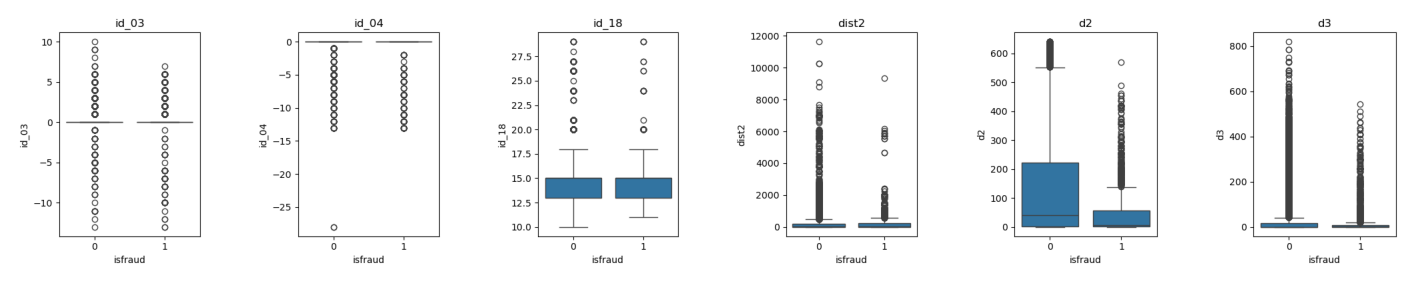 id_03
id_04
id_18
dist2
d2
d3
10
5
0
−5
−10
id_03
0
1
isfraud
0
−5
−10
−15
−20
−25
id_04
0
1
isfraud
27.5
25.0
22.5
20.0
17.5
15.0
12.5
10.0
id_18
0
1
isfraud
12000
10000
8000
6000
4000
2000
0
dist2
0
1
isfraud
600
500
400
300
200
100
0
d2
0
1
isfraud
800
600
400
200
0
d3
0
1
isfraud